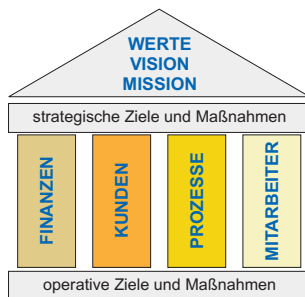 WERTE
VISION
MISSION
strategische Ziele und Maßnahmen
FINANZEN
KUNDEN
PROZESSE
MITARBEITER
operative Ziele und Maßnahmen